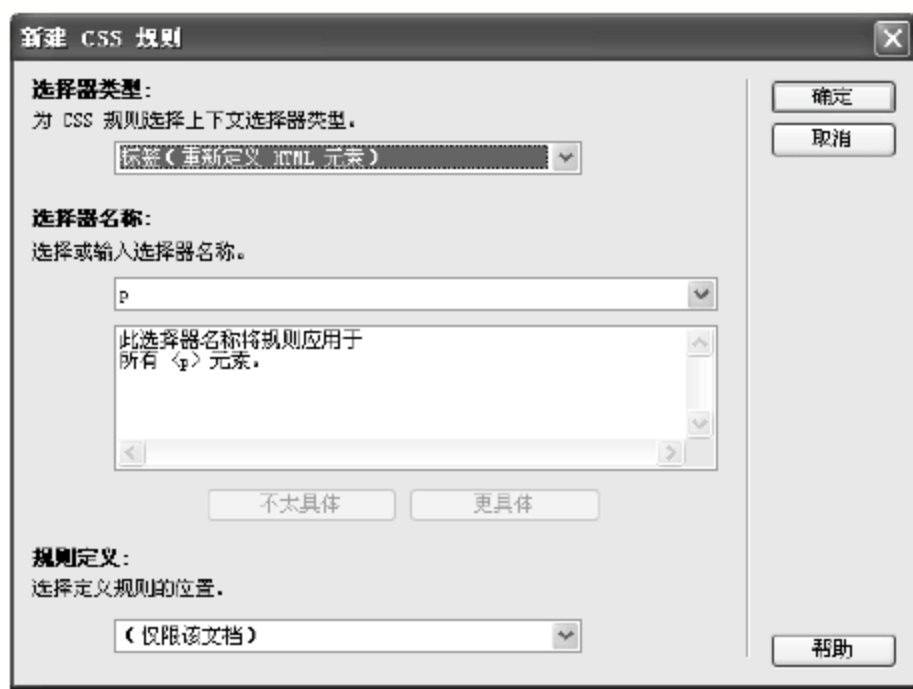 新建 CSS 规则
选择器类型:
为 CSS 规则选择上下文选择器类型。
标签(重新定义 HTML 元素)
选择器名称:
选择或输入选择器名称。
p
此选择器名称将规则应用于
所有 <p> 元素。
不太具体
更具体
规则定义:
选择定义规则的位置。
(仅限该文档)
确定
取消
帮助